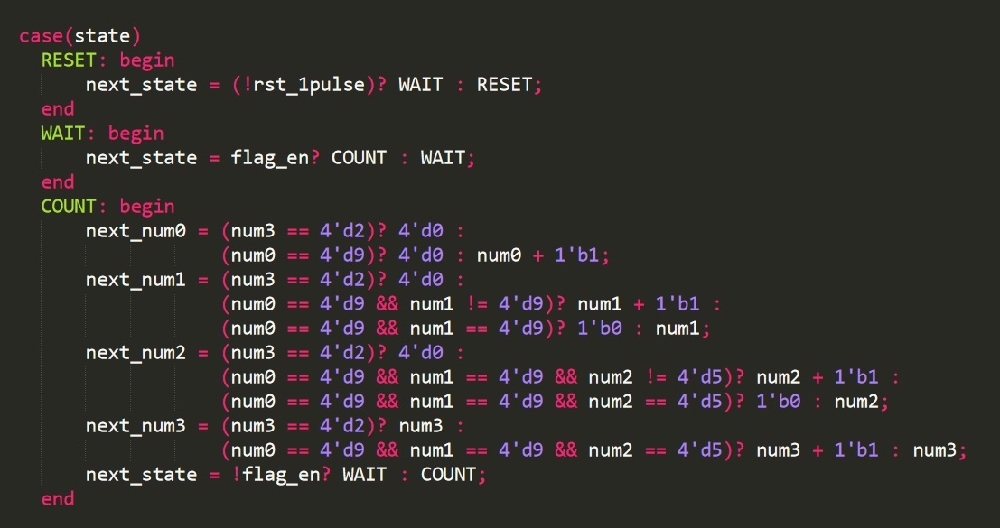 case(state)
RESET: begin
next_state = (!rst_1pulse)? WAIT : RESET;
end
WAIT: begin
next_state = flag_en? COUNT : WAIT;
end
COUNT: begin
next_num0 = (num3 == 4'd2)? 4'd0 :
(num0 == 4'd9)? 4'd0 : num0 + 1'b1;
next_num1 = (num3 == 4'd2)? 4'd0 :
(num0 == 4'd9 && num1 != 4'd9)? num1 + 1'b1 :
(num0 == 4'd9 && num1 == 4'd9)? 1'b0 : num1;
next_num2 = (num3 == 4'd2)? 4'd0 :
(num0 == 4'd9 && num1 == 4'd9 && num2 != 4'd5)? num2 + 1'b1 :
(num0 == 4'd9 && num1 == 4'd9 && num2 == 4'd5)? 1'b0 : num2;
next_num3 = (num3 == 4'd2)? num3 :
(num0 == 4'd9 && num1 == 4'd9 && num2 == 4'd5)? num3 + 1'b1 : num3;
next_state = !flag_en? WAIT : COUNT;
end